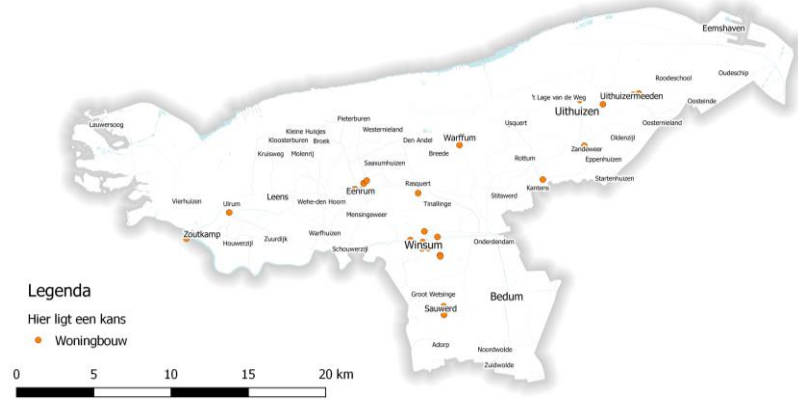 Eemshaven
Oudeschip
Roodeschool
Uithuizermeeden
't Lage van de Weg
Oosteinde
Uithuizen
Oosternieland
Usquert
Oldenzijl
Zandeweer
Eppenhuizen
Startenhuizen
Rottum
Kantens
Stitswerd
Lauwersoog
Pieterburen
Westernieland
Kleine Huisjes
Kloosterburen
Broek
Den Andel
Warffum
Breede
Kruisweg
Molenrij
Saaxumhuizen
Rasquert
Eenrum
Leens
Wehe-den Hoorn
Tinallinge
Mensingeweer
Vierhuizen
Ulrum
Zoutkamp
Houwerzijl
Zuurdijk
Warfhuizen
Schouwerzijl
Winsum
Onderdendam
Groot Wetsinge
Bedum
Sauwerd
Adorp
Noordwolde
Zuidwolde
Legenda
Hier ligt een kans
Woningbouw
0 5 10 15 20 km